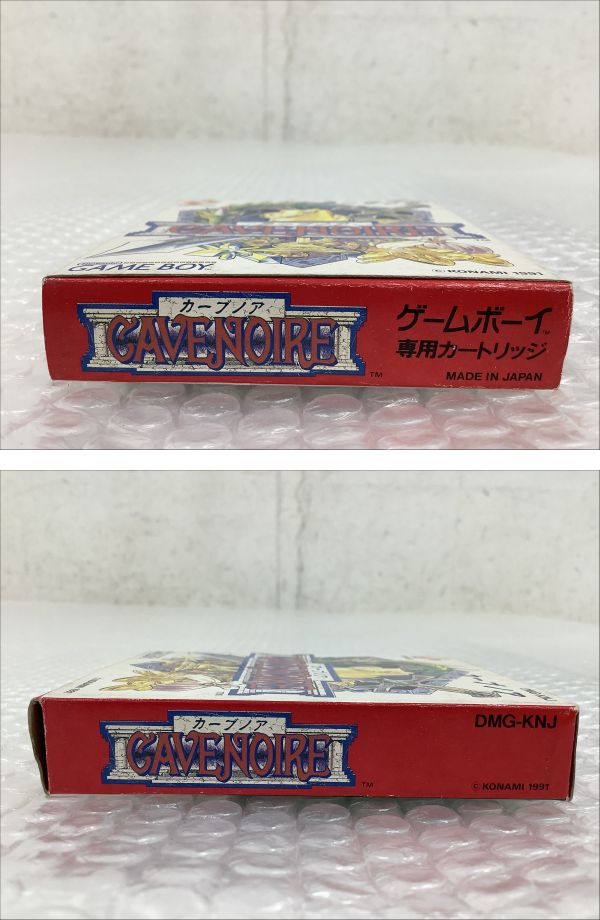 CAVENOIRE
GAME BOY
©KONAMI 1991
カーブノア
CAVENOIRE
TM
ゲームボーイ
TM
専用カートリッジ
MADE IN JAPAN
カーブノア
CAVENOIRE
TM
DMG-KNJ
©KONAMI 1991